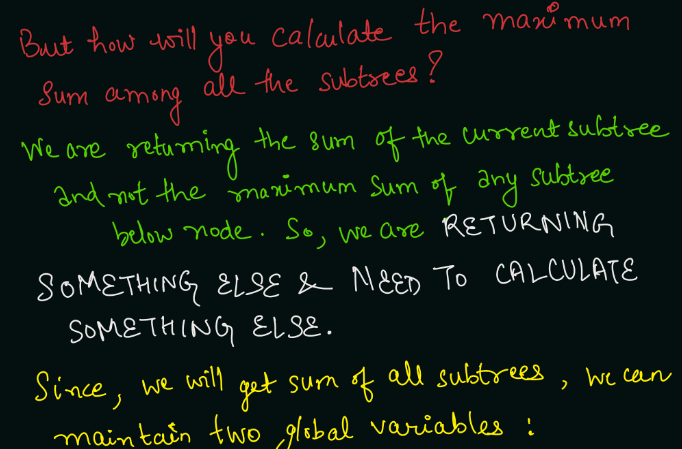 But how will you calculate the maximum
Sum among all the subtrees?
We are returning the sum of the current subtree
and not the maximum sum of any subtree
below node. So, we are RETURNING
SOMETHING ELSE & NEED TO CALCULATE
SOMETHING ELSE.
Since, we will get sum of all subtrees, we can
maintain two global variables :